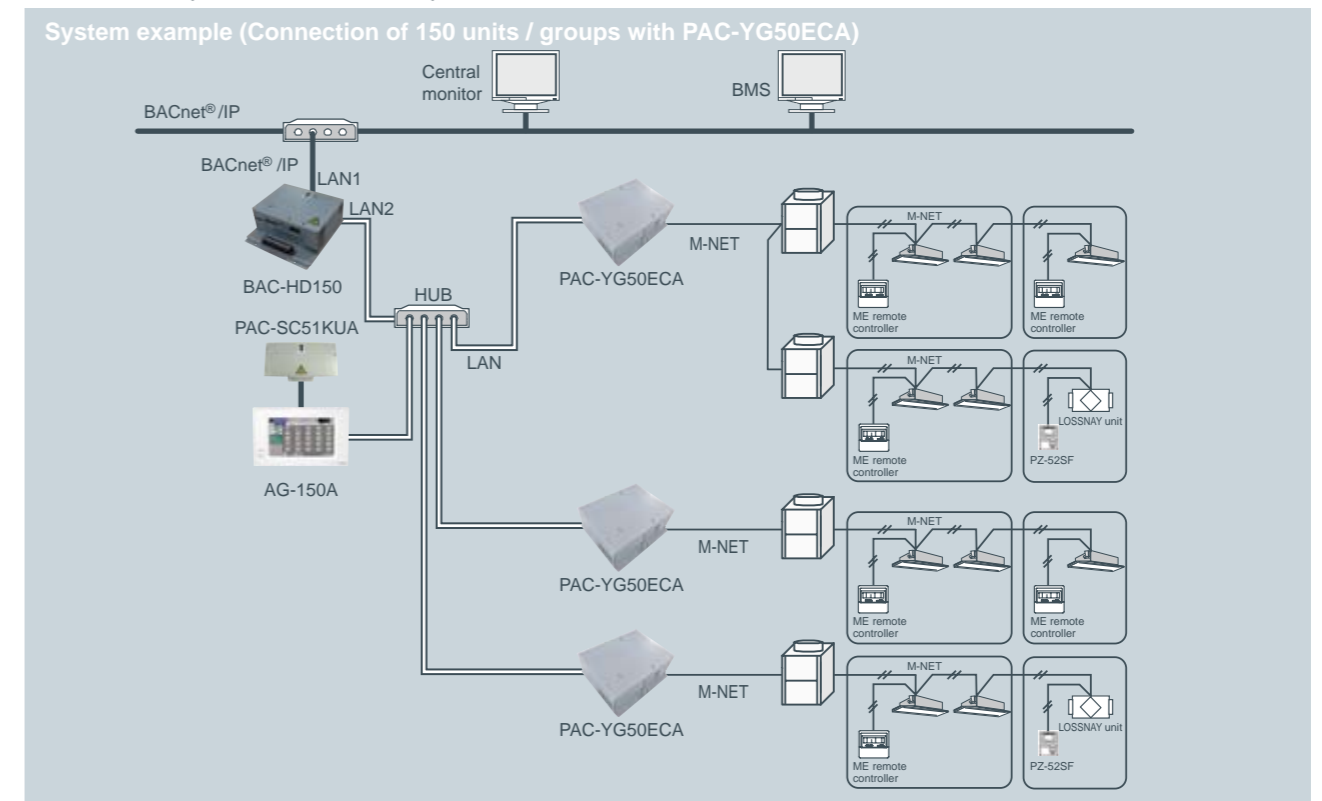 System example (Connection of 150 units / groups with PAC-YG50ECA)
Central
monitor
BMS
BACnet® /IP
BACnet® /IP
LAN1
LAN2
BAC-HD150
PAC-SC51KUA
AG-150A
HUB
LAN
PAC-YG50ECA
M-NET
M-NET
ME remote
controller
ME remote
controller
M-NET
ME remote
controller
LOSSNAY unit
PZ-52SF
PAC-YG50ECA
M-NET
M-NET
ME remote
controller
ME remote
controller
PAC-YG50ECA
M-NET
M-NET
ME remote
controller
LOSSNAY unit
PZ-52SF